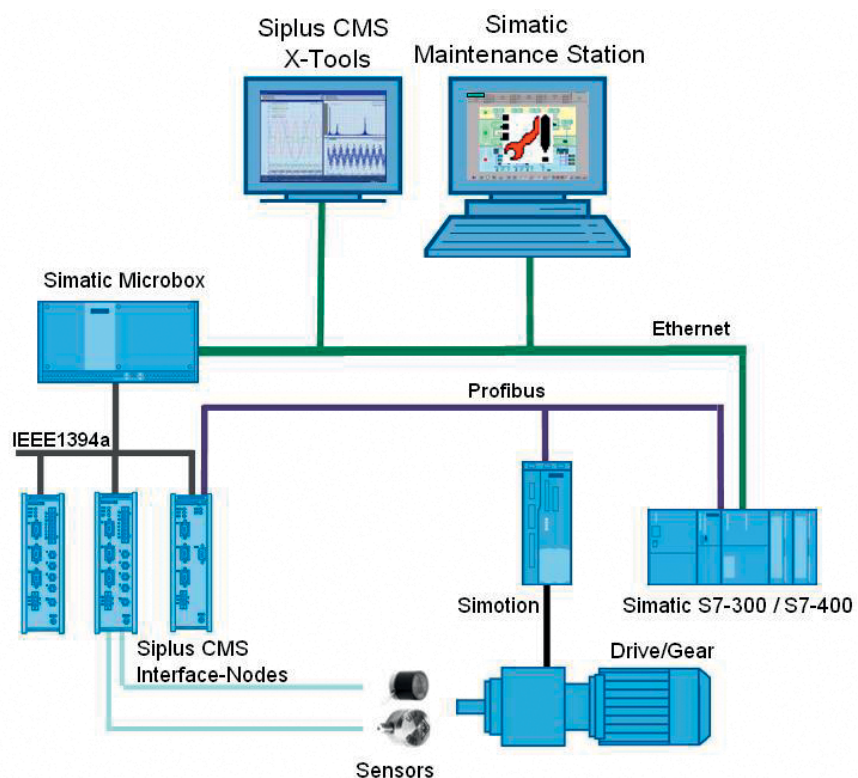 Siplus CMS
X-Tools
Simatic
Maintenance Station
Simatic Microbox
Ethernet
Profibus
IEEE1394a
Simotion
Simatic S7-300 / S7-400
Siplus CMS
Interface-Nodes
Drive/Gear
Sensors